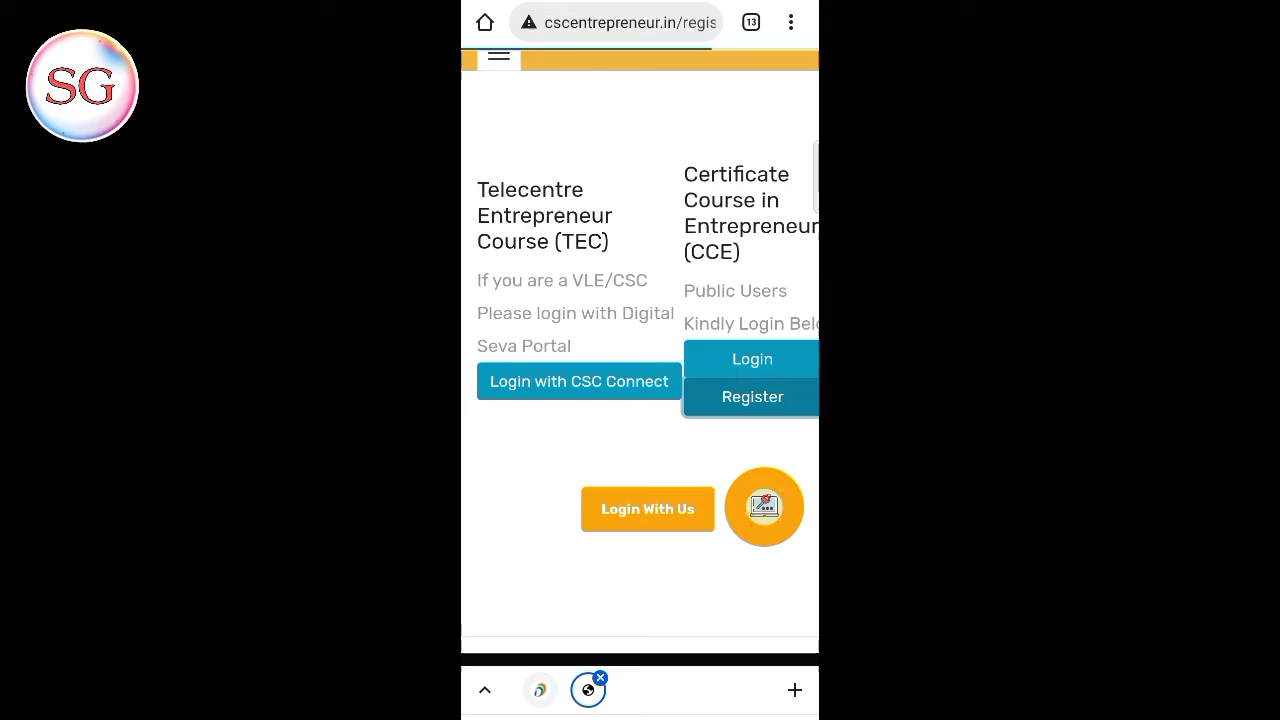 SG
cscentrepreneur.in/regis
13
Telecentre
Entrepreneur
Course (TEC)
If you are a VLE/CSC
Please login with Digital
Seva Portal
Login with CSC Connect
Certificate
Course in
Entrepreneur
(CCE)
Public Users
Kindly Login Belo
Login
Register
Login With Us